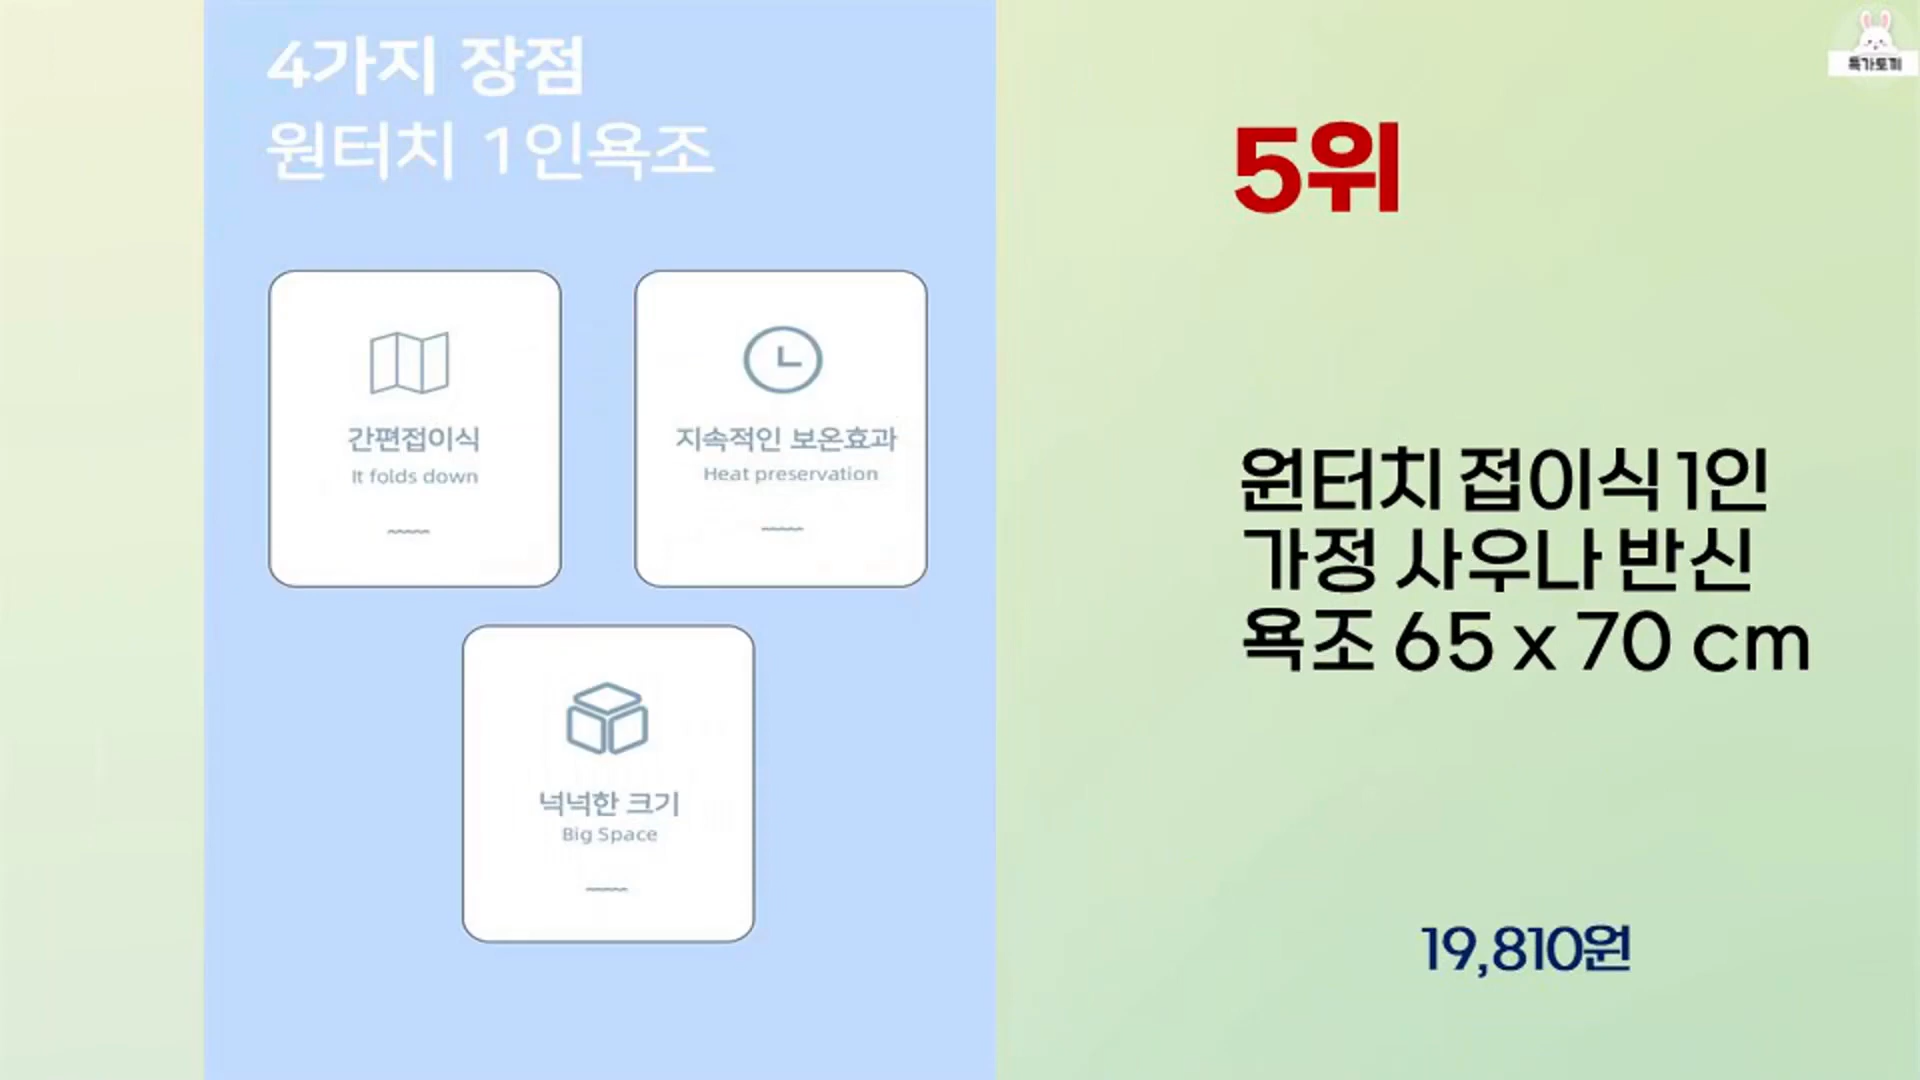 4가지 장점
원터치 1인욕조
간편접이식
It folds down
지속적인 보온효과
Heat preservation
넉넉한 크기
Big Space
특가토끼
5위
원터치 접이식 1인
가정 사우나 반신
욕조 65 x 70 cm
19,810원